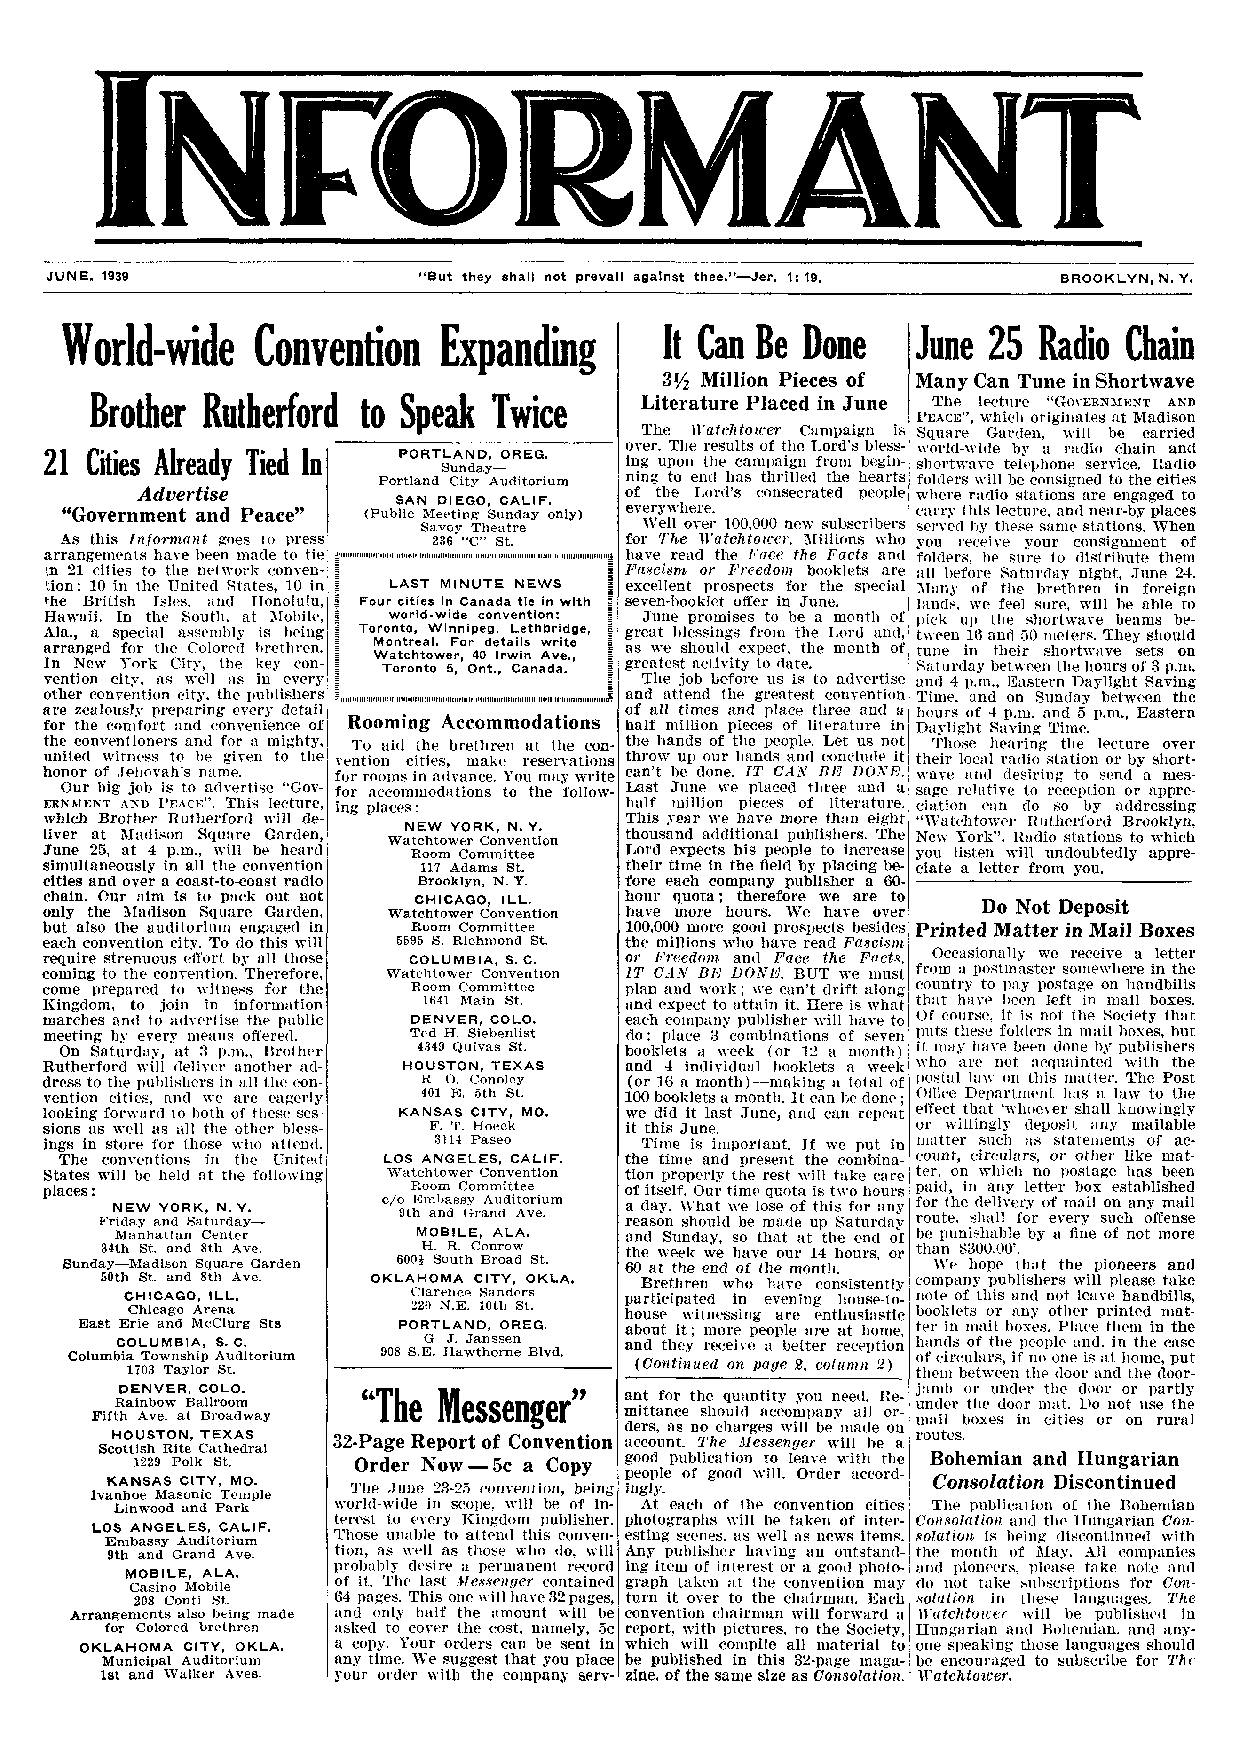 INFORMANT
JUNE, 1939
"But they shall not prevail against thee."—Jer. 1:19.
BROOKLYN, N. Y.
World-wide Convention Expanding
Brother Rutherford to Speak Twice
21 Cities Already Tied In
Advertise
"Government and Peace"
As this Informant goes to press
arrangements have been made to tie
in 21 cities to the network conven-
tion: 10 in the United States, 10 in
the British Isles, and Honolulu,
Hawaii. In the South, at Mobile,
Ala., a special assembly is being
arranged for the Colored brethren.
In New York City, the key con-
vention city, as well as in every
other convention city, the publishers
are zealously preparing every detail
for the comfort and convenience of
the conventioners and for a mighty,
united witness to be given to the
honor of Jehovah's name.
Our big job is to advertise "GOV-
ERNMENT AND PEACE". This lecture,
which Brother Rutherford will de-
liver at Madison Square Garden,
June 25, at 4 p.m., will be heard
simultaneously in all the convention
cities and over a coast-to-coast radio
chain. Our aim is to pack out not
only the Madison Square Garden,
but also the auditorium engaged in
each convention city. To do this will
require strenuous effort by all those
coming to the convention. Therefore,
come prepared to witness for the
Kingdom, to join in information
marches and to advertise the public
meeting by every means offered.
On Saturday, at 3 p.m., Brother
Rutherford will deliver another ad-
dress to the publishers in all the con-
vention cities, and we are eagerly
looking forward to both of these ses-
sions as well as all the other bless-
ings in store for those who attend.
The conventions in the United
States will be held at the following
places:
NEW YORK, N. Y.
Friday and Saturday—
Manhattan Center
34th St. and 8th Ave.
Sunday—Madison Square Garden
50th St. and 8th Ave.
CHICAGO, ILL.
Chicago Arena
East Erie and McClurg Sts
COLUMBIA, S. C.
Columbia Township Auditorium
1703 Taylor St.
DENVER, COLO.
Rainbow Ballroom
Fifth Ave. at Broadway
HOUSTON, TEXAS
Scottish Rite Cathedral
1229 Polk St.
KANSAS CITY, MO.
Ivanhoe Masonic Temple
Linwood and Park
LOS ANGELES, CALIF.
Embassy Auditorium
9th and Grand Ave.
MOBILE, ALA.
Casino Mobile
208 Conti St.
Arrangements also being made
for Colored brethren
OKLAHOMA CITY, OKLA.
Municipal Auditorium
1st and Walker Aves.
PORTLAND, OREG.
Sunday—
Portland City Auditorium
SAN DIEGO, CALIF.
(Public Meeting Sunday only)
Savoy Theatre
236 "C" St.
LAST MINUTE NEWS
Four cities in Canada tie in with
world-wide convention:
Toronto, Winnipeg, Lethbridge,
Montreal. For details write
Watchtower, 40 Irwin Ave.,
Toronto 5, Ont., Canada.
Rooming Accommodations
To aid the brethren at the con-
vention cities, make reservations
for rooms in advance. You may write
for accommodations to the follow-
ing places:
NEW YORK, N. Y.
Watchtower Convention
Room Committee
117 Adams St.
Brooklyn, N. Y.
CHICAGO, ILL.
Watchtower Convention
Room Committee
5695 S. Richmond St.
COLUMBIA, S. C.
Watchtower Convention
Room Committee
1641 Main St.
DENVER, COLO.
Ted H. Siebenlist
4349 Quivas St.
HOUSTON, TEXAS
R. O. Connley
401 E. 5th St.
KANSAS CITY, MO.
F. T. Hoeck
3114 Paseo
LOS ANGELES, CALIF.
Watchtower Convention
Room Committee
c/o Embassy Auditorium
9th and Grand Ave.
MOBILE, ALA.
H. R. Conrow
600½ South Broad St.
OKLAHOMA CITY, OKLA.
Clarence Sanders
229 N.E. 10th St.
PORTLAND, OREG.
G J. Janssen
908 S.E. Hawthorne Blvd.
"The Messenger"
32-Page Report of Convention
Order Now — 5c a Copy
The June 23-25 convention, being
world-wide in scope, will be of in-
terest to every Kingdom publisher.
Those unable to attend this conven-
tion, as well as those who do, will
probably desire a permanent record
of it. The last Messenger contained
64 pages. This one will have 32 pages,
and only half the amount will be
asked to cover the cost, namely, 5c
a copy. Your orders can be sent in
any time. We suggest that you place
your order with the company serv-
It Can Be Done
3½ Million Pieces of
Literature Placed in June
The Watchtower Campaign is
over. The results of the Lord's bless-
ing upon the campaign from begin-
ning to end has thrilled the hearts
of the Lord's consecrated people
everywhere.
Well over 100,000 new subscribers
for The Watchtower. Millions who
have read the Face the Facts and
Fascism or Freedom booklets are
excellent prospects for the special
seven-booklet offer in June.
June promises to be a month of
great blessings from the Lord and,
as we should expect, the month of
greatest activity to date.
The job before us is to advertise
and attend the greatest convention
of all times and place three and a
half million pieces of literature in
the hands of the people. Let us not
throw up our hands and conclude it
can't be done. IT CAN BE DONE.
Last June we placed three and a
half million pieces of literature.
This year we have more than eight
thousand additional publishers. The
Lord expects his people to increase
their time in the field by placing be-
fore each company publisher a 60-
hour quota; therefore we are to
have more hours. We have over
100,000 more good prospects besides
the millions who have read Fascism
or Freedom and Face the Facts.
IT CAN BE DONE. BUT we must
plan and work; we can't drift along
and expect to attain it. Here is what
each company publisher will have to
do: place 3 combinations of seven
booklets a week (or 12 a month)
and 4 individual booklets a week
(or 16 a month)—making a total of
100 booklets a month. It can be done;
we did it last June, and can repeat
it this June.
Time is important. If we put in
the time and present the combina-
tion properly the rest will take care
of itself. Our time quota is two hours
a day. What we lose of this for any
reason should be made up Saturday
and Sunday, so that at the end of
the week we have our 14 hours, or
60 at the end of the month.
Brethren who have consistently
participated in evening house-to-
house witnessing are enthusiastic
about it; more people are at home,
and they receive a better reception
(Continued on page 2, column 2)
ant for the quantity you need. Re-
mittance should accompany all or-
ders, as no charges will be made on
account. The Messenger will be a
good publication to leave with the
people of good will. Order accord-
ingly.
At each of the convention cities
photographs will be taken of inter-
esting scenes, as well as news items.
Any publisher having an outstand-
ing item of interest or a good photo-
graph taken at the convention may
turn it over to the chairman. Each
convention chairman will forward a
report, with pictures, to the Society,
which will compile all material to
be published in this 32-page maga-
zine, of the same size as Consolation.
June 25 Radio Chain
Many Can Tune in Shortwave
The lecture "GOVERNMENT AND
PEACE", which originates at Madison
Square Garden, will be carried
world-wide by a radio chain and
shortwave telephone service. Radio
folders will be consigned to the cities
where radio stations are engaged to
carry this lecture, and near-by places
served by these same stations. When
you receive your consignment of
folders, be sure to distribute them
all before Saturday night, June 24.
Many of the brethren in foreign
lands, we feel sure, will be able to
pick up the shortwave beams be-
tween 16 and 50 meters. They should
tune in their shortwave sets on
Saturday between the hours of 3 p.m.
and 4 p.m., Eastern Daylight Saving
Time, and on Sunday between the
hours of 4 p.m. and 5 p.m., Eastern
Daylight Saving Time.
Those hearing the lecture over
their local radio station or by short-
wave and desiring to send a mes-
sage relative to reception or appre-
ciation can do so by addressing
"Watchtower Rutherford Brooklyn,
New York". Radio stations to which
you listen will undoubtedly appre-
ciate a letter from you.
Do Not Deposit
Printed Matter in Mail Boxes
Occasionally we receive a letter
from a postmaster somewhere in the
country to pay postage on handbills
that have been left in mail boxes.
Of course, it is not the Society that
puts these folders in mail boxes, but
it may have been done by publishers
who are not acquainted with the
postal law on this matter. The Post
Office Department has a law to the
effect that 'whoever shall knowingly
or willingly deposit any mailable
matter such as statements of ac-
count, circulars, or other like mat-
ter, on which no postage has been
paid, in any letter box established
for the delivery of mail on any mail
route, shall for every such offense
be punishable by a fine of not more
than $300.00'.
We hope that the pioneers and
company publishers will please take
note of this and not leave handbills,
booklets or any other printed mat-
ter in mail boxes. Place them in the
hands of the people and, in the case
of circulars, if no one is at home, put
them between the door and the door-
jamb or under the door or partly
under the door mat. Do not use the
mail boxes in cities or on rural
routes.
Bohemian and Hungarian
Consolation Discontinued
The publication of the Bohemian
Consolation and the Hungarian Con-
solation is being discontinued with
the month of May. All companies
and pioneers, please take note and
do not take subscriptions for Con-
solation in these languages. The
Watchtower will be published in
Hungarian and Bohemian, and any-
one speaking those languages should
be encouraged to subscribe for The
Watchtower.